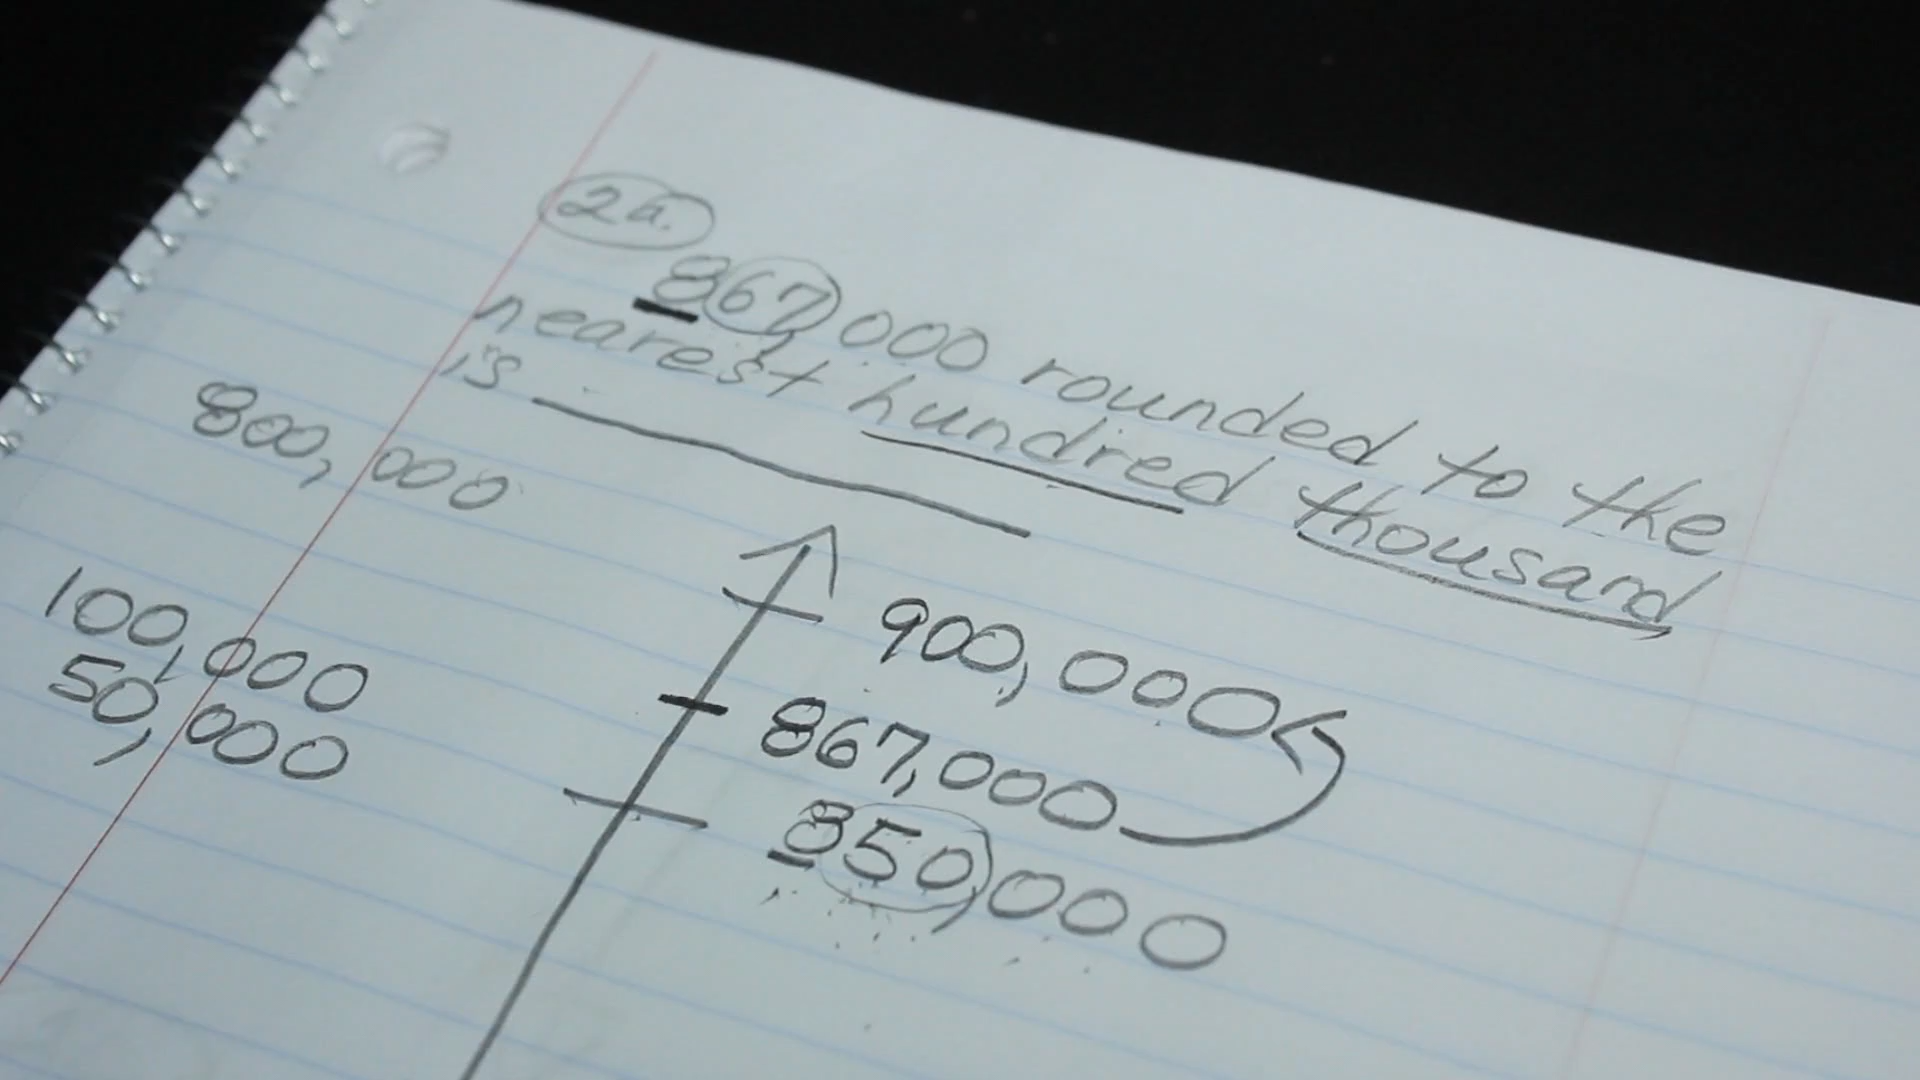 2a.
867,000 rounded to the
nearest hundred thousand
is
800,000
100,000
50,000
900,000
867,000
850,000